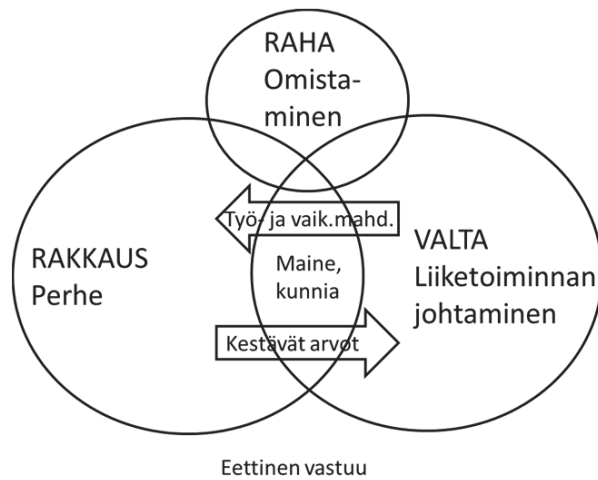 RAHA
Omista-
minen
Työ- ja vaik.mahd.
RAKKAUS
Perhe
Maine,
kunnia
VALTA
Liiketoiminnan
johtaminen
Kestävät arvot
Eettinen vastuu